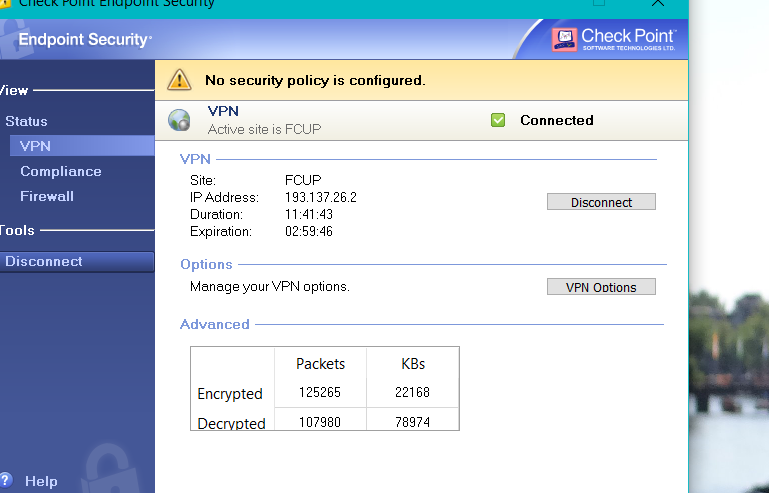 Check Point Endpoint Security
Endpoint Security
Check Point
SOFTWARE TECHNOLOGIES LTD.
View
Status
VPN
Compliance
Firewall
Tools
Disconnect
Help
No security policy is configured.
VPN
Active site is FCUP
Connected
VPN
Site: FCUP
IP Address: 193.137.26.2
Duration: 11:41:43
Expiration: 02:59:46
Disconnect
Options
Manage your VPN options.
VPN Options
Advanced
Packets KBs
Encrypted 125265 22168
Decrypted 107980 78974